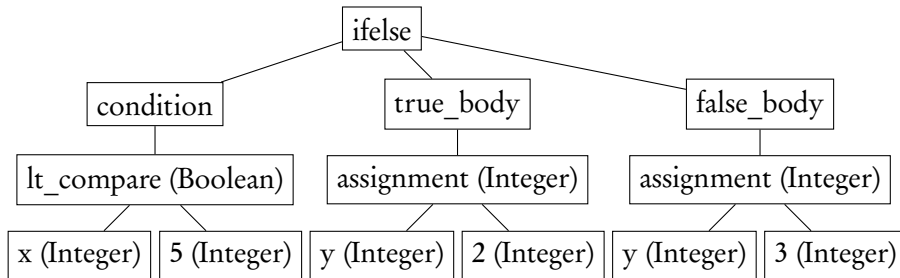 ifelse
condition
true_body
false_body
lt_compare (Boolean)
assignment (Integer)
assignment (Integer)
x (Integer)
5 (Integer)
y (Integer)
2 (Integer)
y (Integer)
3 (Integer)